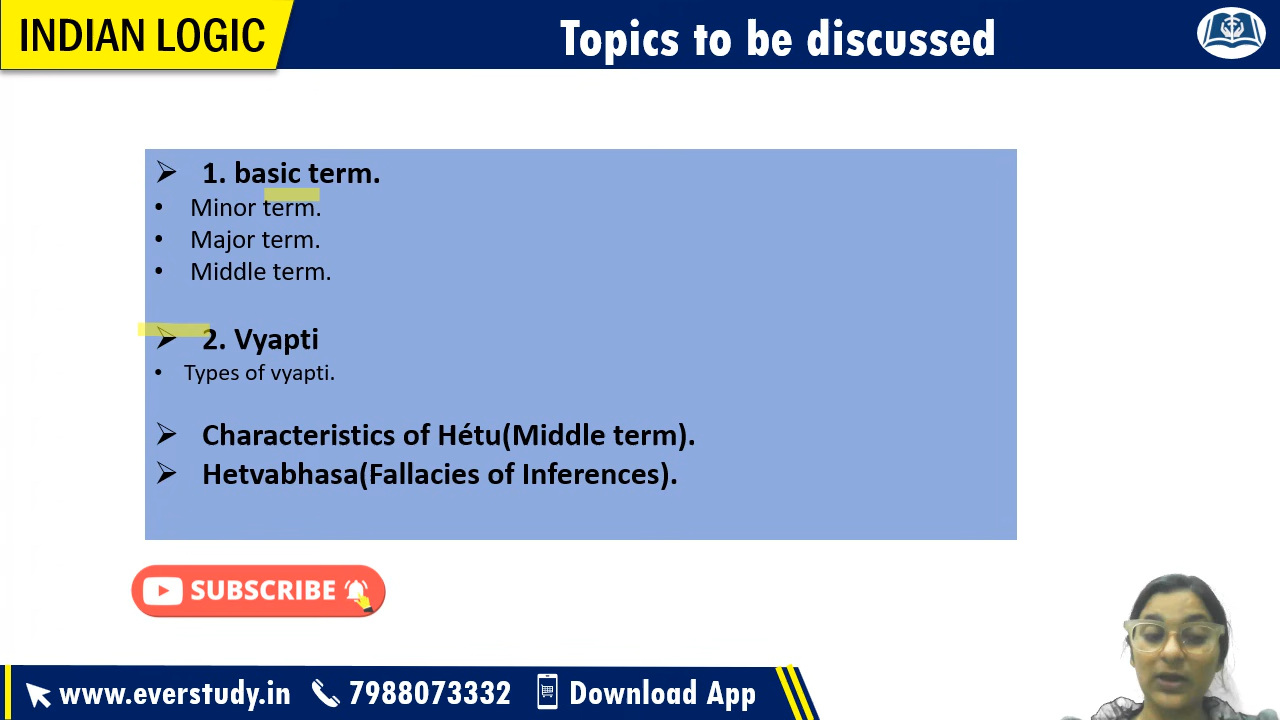 INDIAN LOGIC
Topics to be discussed
➢ 1. basic term.
• Minor term.
• Major term.
• Middle term.
➢ 2. Vyapti
• Types of vyapti.
➢ Characteristics of Hétu(Middle term).
➢ Hetvabhasa(Fallacies of Inferences).
SUBSCRIBE
www.everstudy.in 7988073332 Download App